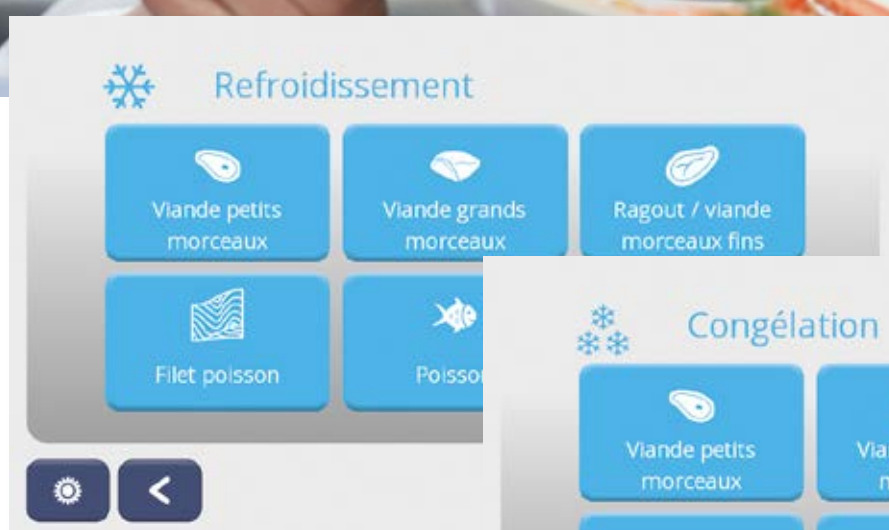 Refroidissement
Viande petits
morceaux
Viande grands
morceaux
Ragout / viande
morceaux fins
Filet poisson
Congélation
Viande petits
morceaux